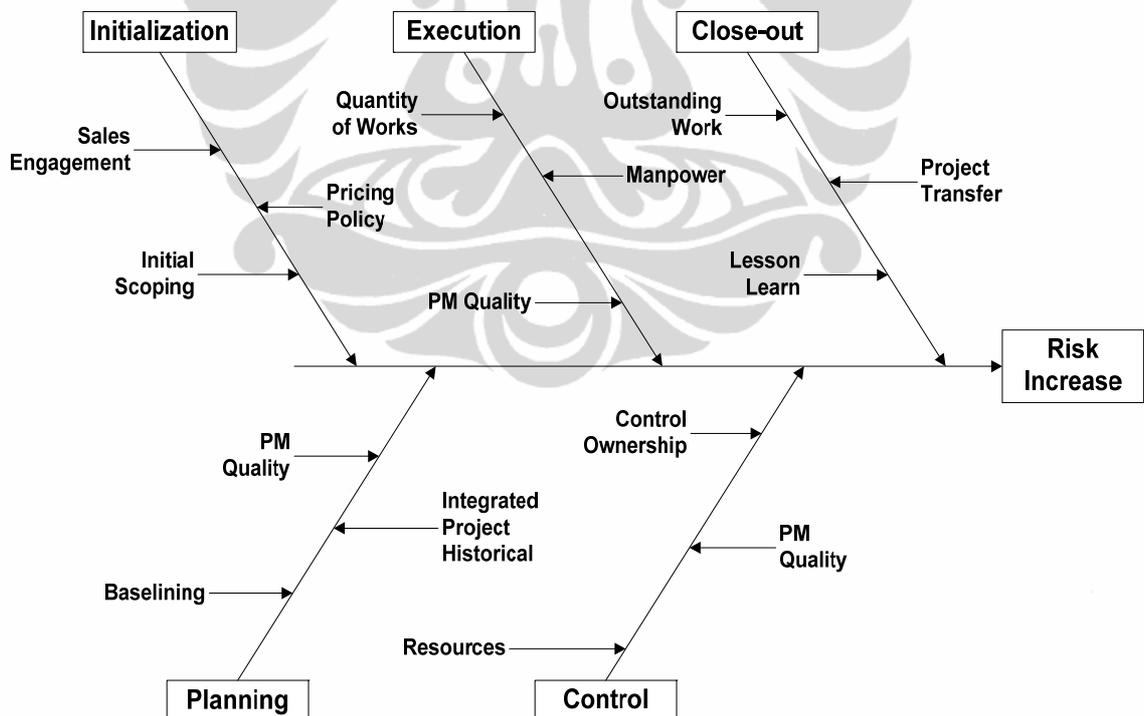 Initialization
Execution
Close-out
Quantity
of Works
Outstanding
Work
Sales
Engagement
Manpower
Project
Transfer
Pricing
Policy
Initial
Scoping
Lesson
Learn
PM Quality
Risk
Increase
Control
Ownership
PM
Quality
Integrated
Project
Historical
PM
Quality
Baselining
Resources
Planning
Control